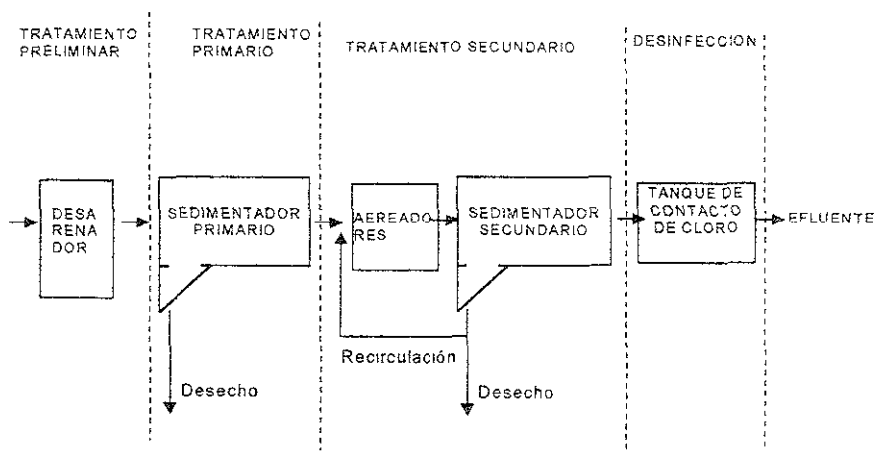 TRATAMIENTO
PRELIMINAR
TRATAMIENTO
PRIMARIO
TRATAMIENTO SECUNDARIO
DESINFECCION
DESA
RENA
DOR
SEDIMENTADOR
PRIMARIO
AEREADO
RES
SEDIMENTADOR
SECUNDARIO
TANQUE DE
CONTACTO
DE CLORO
EFLUENTE
Recirculación
Desecho
Desecho